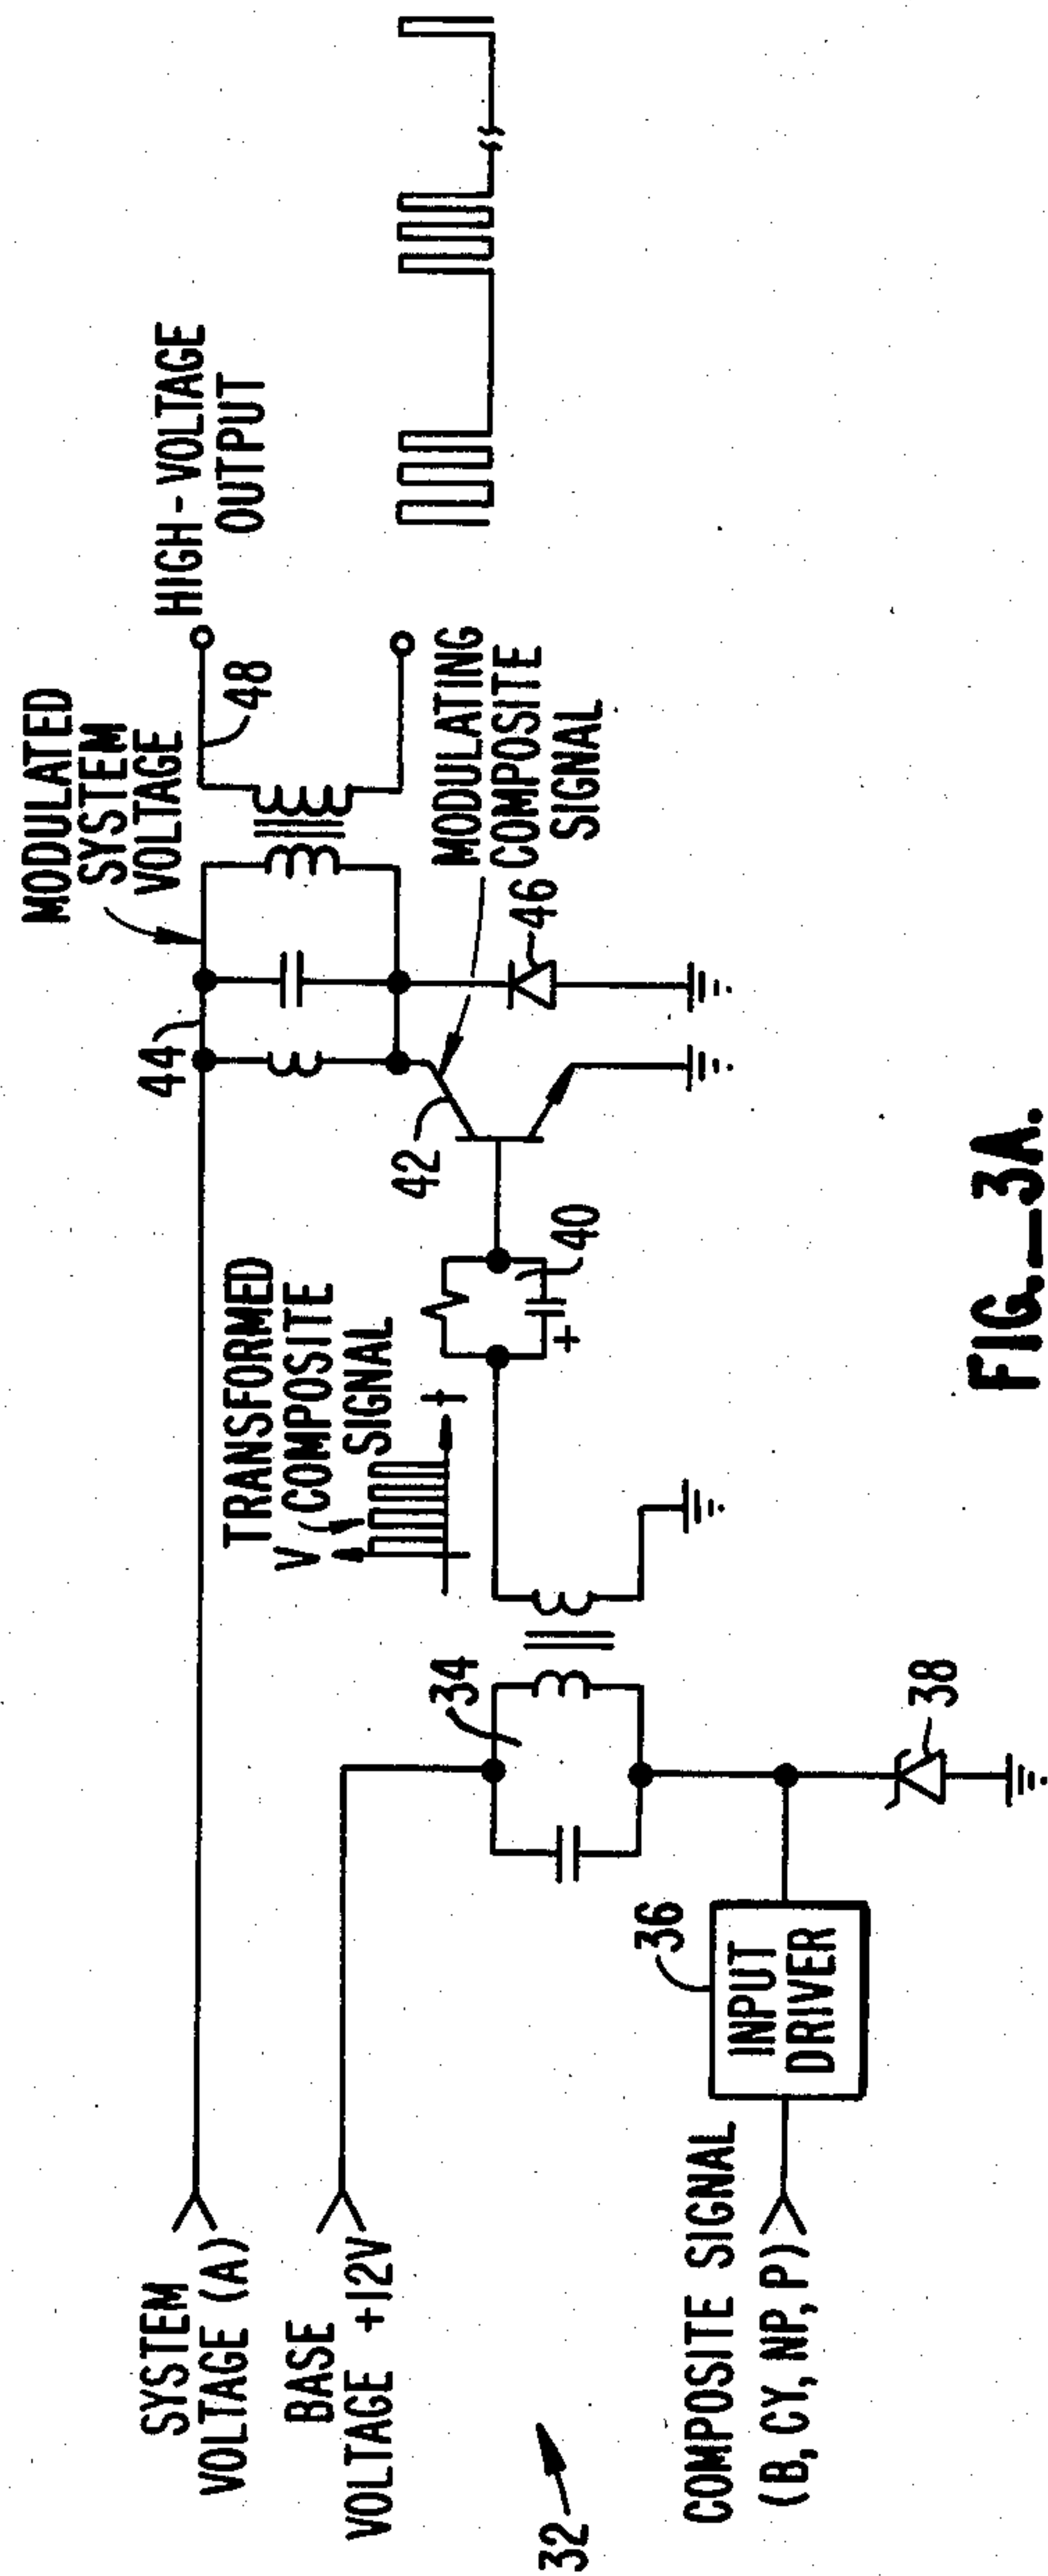 SYSTEM
VOLTAGE (A)
BASE
VOLTAGE +12V
32
COMPOSITE SIGNAL
(B, CY, NP, P)
INPUT
DRIVER
36
34
38
TRANSFORMED
COMPOSITE
SIGNAL
V
t
+
40
42
44
MODULATED
SYSTEM
VOLTAGE
46
48
MODULATING
COMPOSITE
SIGNAL
HIGH-VOLTAGE
OUTPUT
FIG._3A.